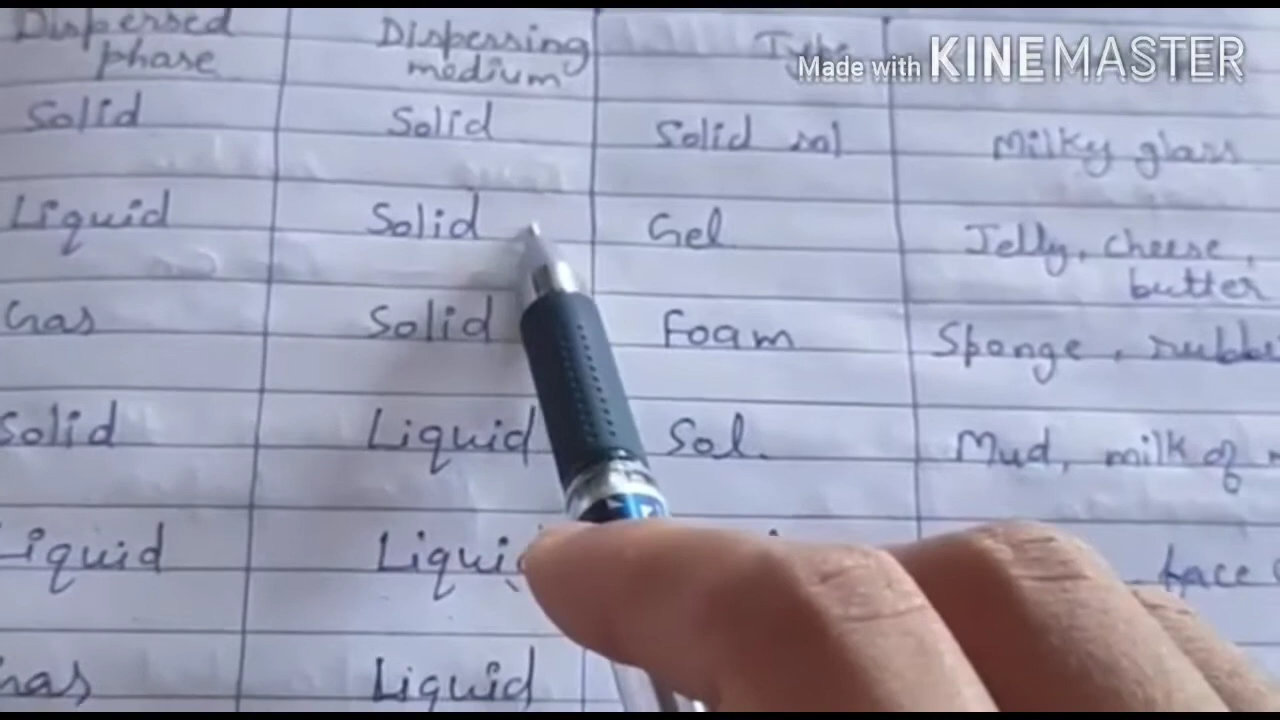 Dispersed phase Dispersing medium Type
Made with KINEMASTER
Solid Solid Solid sol Milky glass
Liquid Solid Gel Jelly, cheese,
butter
Gas Solid Foam Sponge,
Solid Liquid Sol. Mud, milk of
Liquid face
Gas Liquid